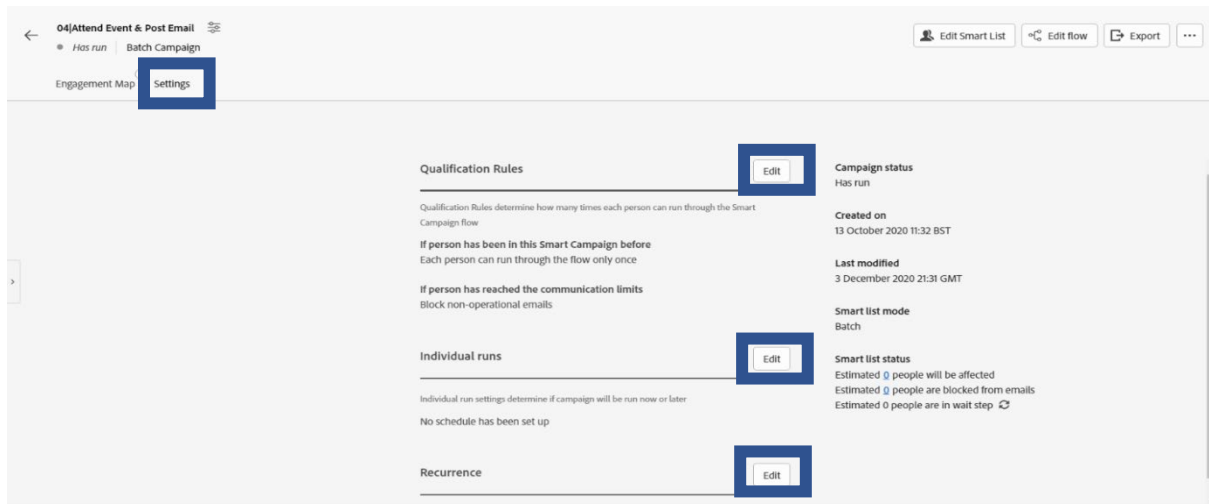 04|Attend Event & Post Email
Has run Batch Campaign
Edit Smart List
Edit flow
Export
Engagement Map
Settings
Qualification Rules
Edit
Qualification Rules determine how many times each person can run through the Smart
Campaign flow
If person has been in this Smart Campaign before
Each person can run through the flow only once
If person has reached the communication limits
Block non-operational emails
Individual runs
Edit
Individual run settings determine if campaign will be run now or later
No schedule has been set up
Recurrence
Edit
Campaign status
Has run
Created on
13 October 2020 11:32 BST
Last modified
3 December 2020 21:31 GMT
Smart list mode
Batch
Smart list status
Estimated 0 people will be affected
Estimated 0 people are blocked from emails
Estimated 0 people are in wait step